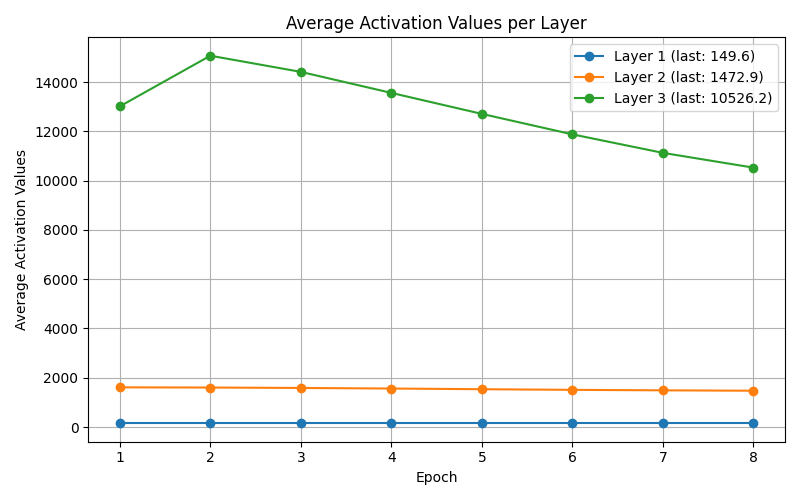 Average Activation Values per Layer
Layer 1 (last: 149.6)
Layer 2 (last: 1472.9)
Layer 3 (last: 10526.2)
Average Activation Values
14000
12000
10000
8000
6000
4000
2000
0
1 2 3 4 5 6 7 8
Epoch